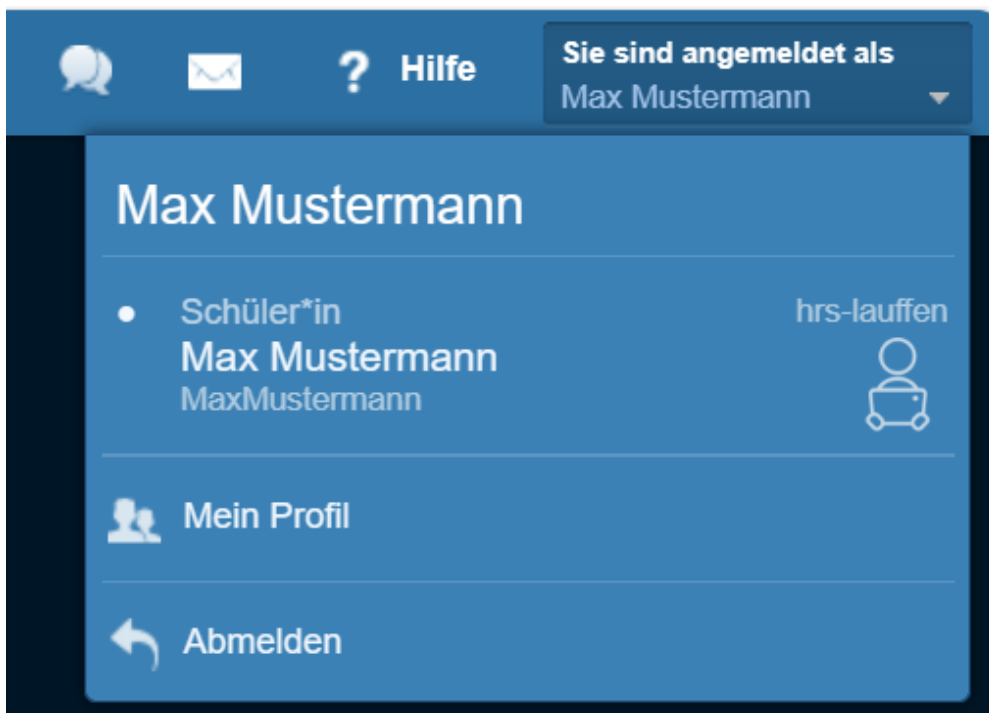 Hilfe
Sie sind angemeldet als
Max Mustermann
Max Mustermann
Schüler*in
hrs-lauffen
Max Mustermann
MaxMustermann
Mein Profil
Abmelden